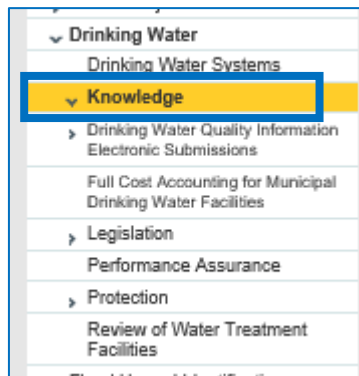 Drinking Water
Drinking Water Systems
Knowledge
Drinking Water Quality Information
Electronic Submissions
Full Cost Accounting for Municipal
Drinking Water Facilities
Legislation
Performance Assurance
Protection
Review of Water Treatment
Facilities